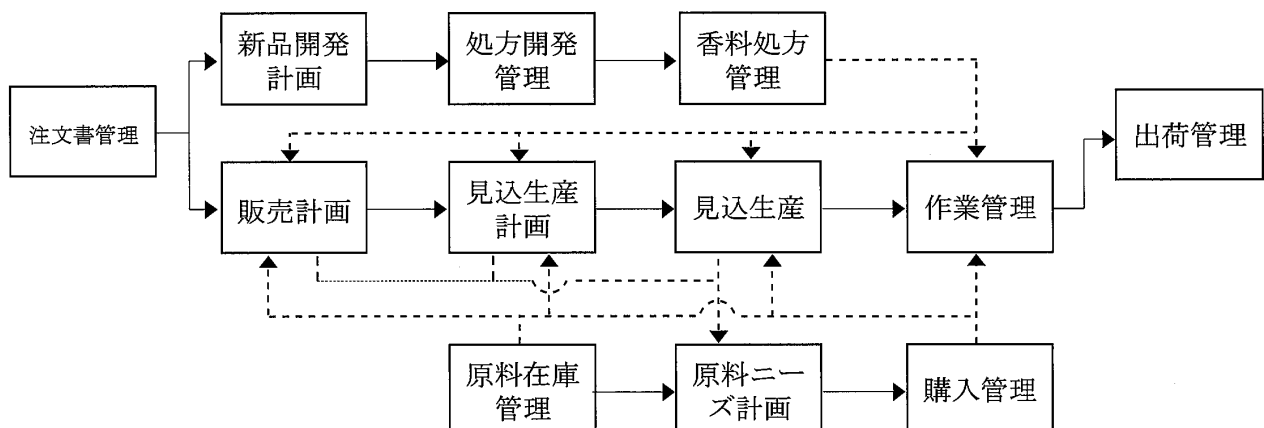 新品開発
計画
処方開発
管理
香料処方
管理
注文書管理
出荷管理
販売計画
見込生産
計画
見込生産
作業管理
原料在庫
管理
原料ニー
ズ計画
購入管理